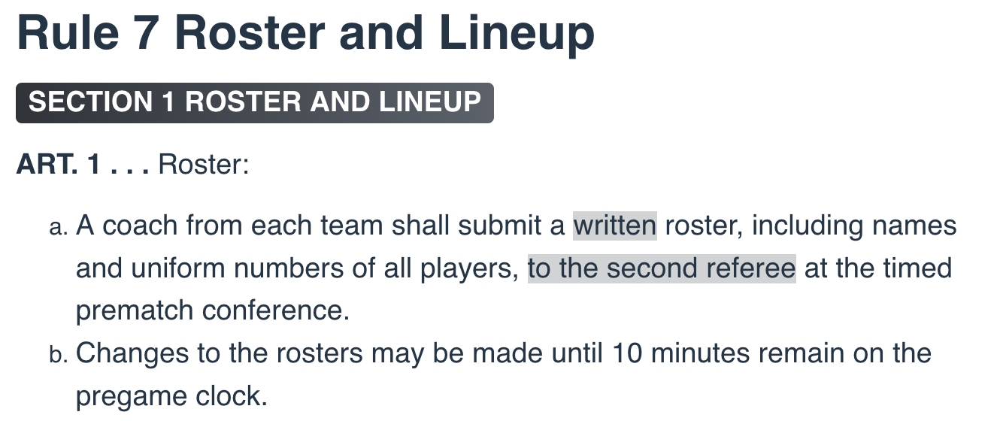 Rule 7 Roster and Lineup
SECTION 1 ROSTER AND LINEUP
ART. 1 . . . Roster:
a. A coach from each team shall submit a written roster, including names
and uniform numbers of all players, to the second referee at the timed
prematch conference.
b. Changes to the rosters may be made until 10 minutes remain on the
pregame clock.